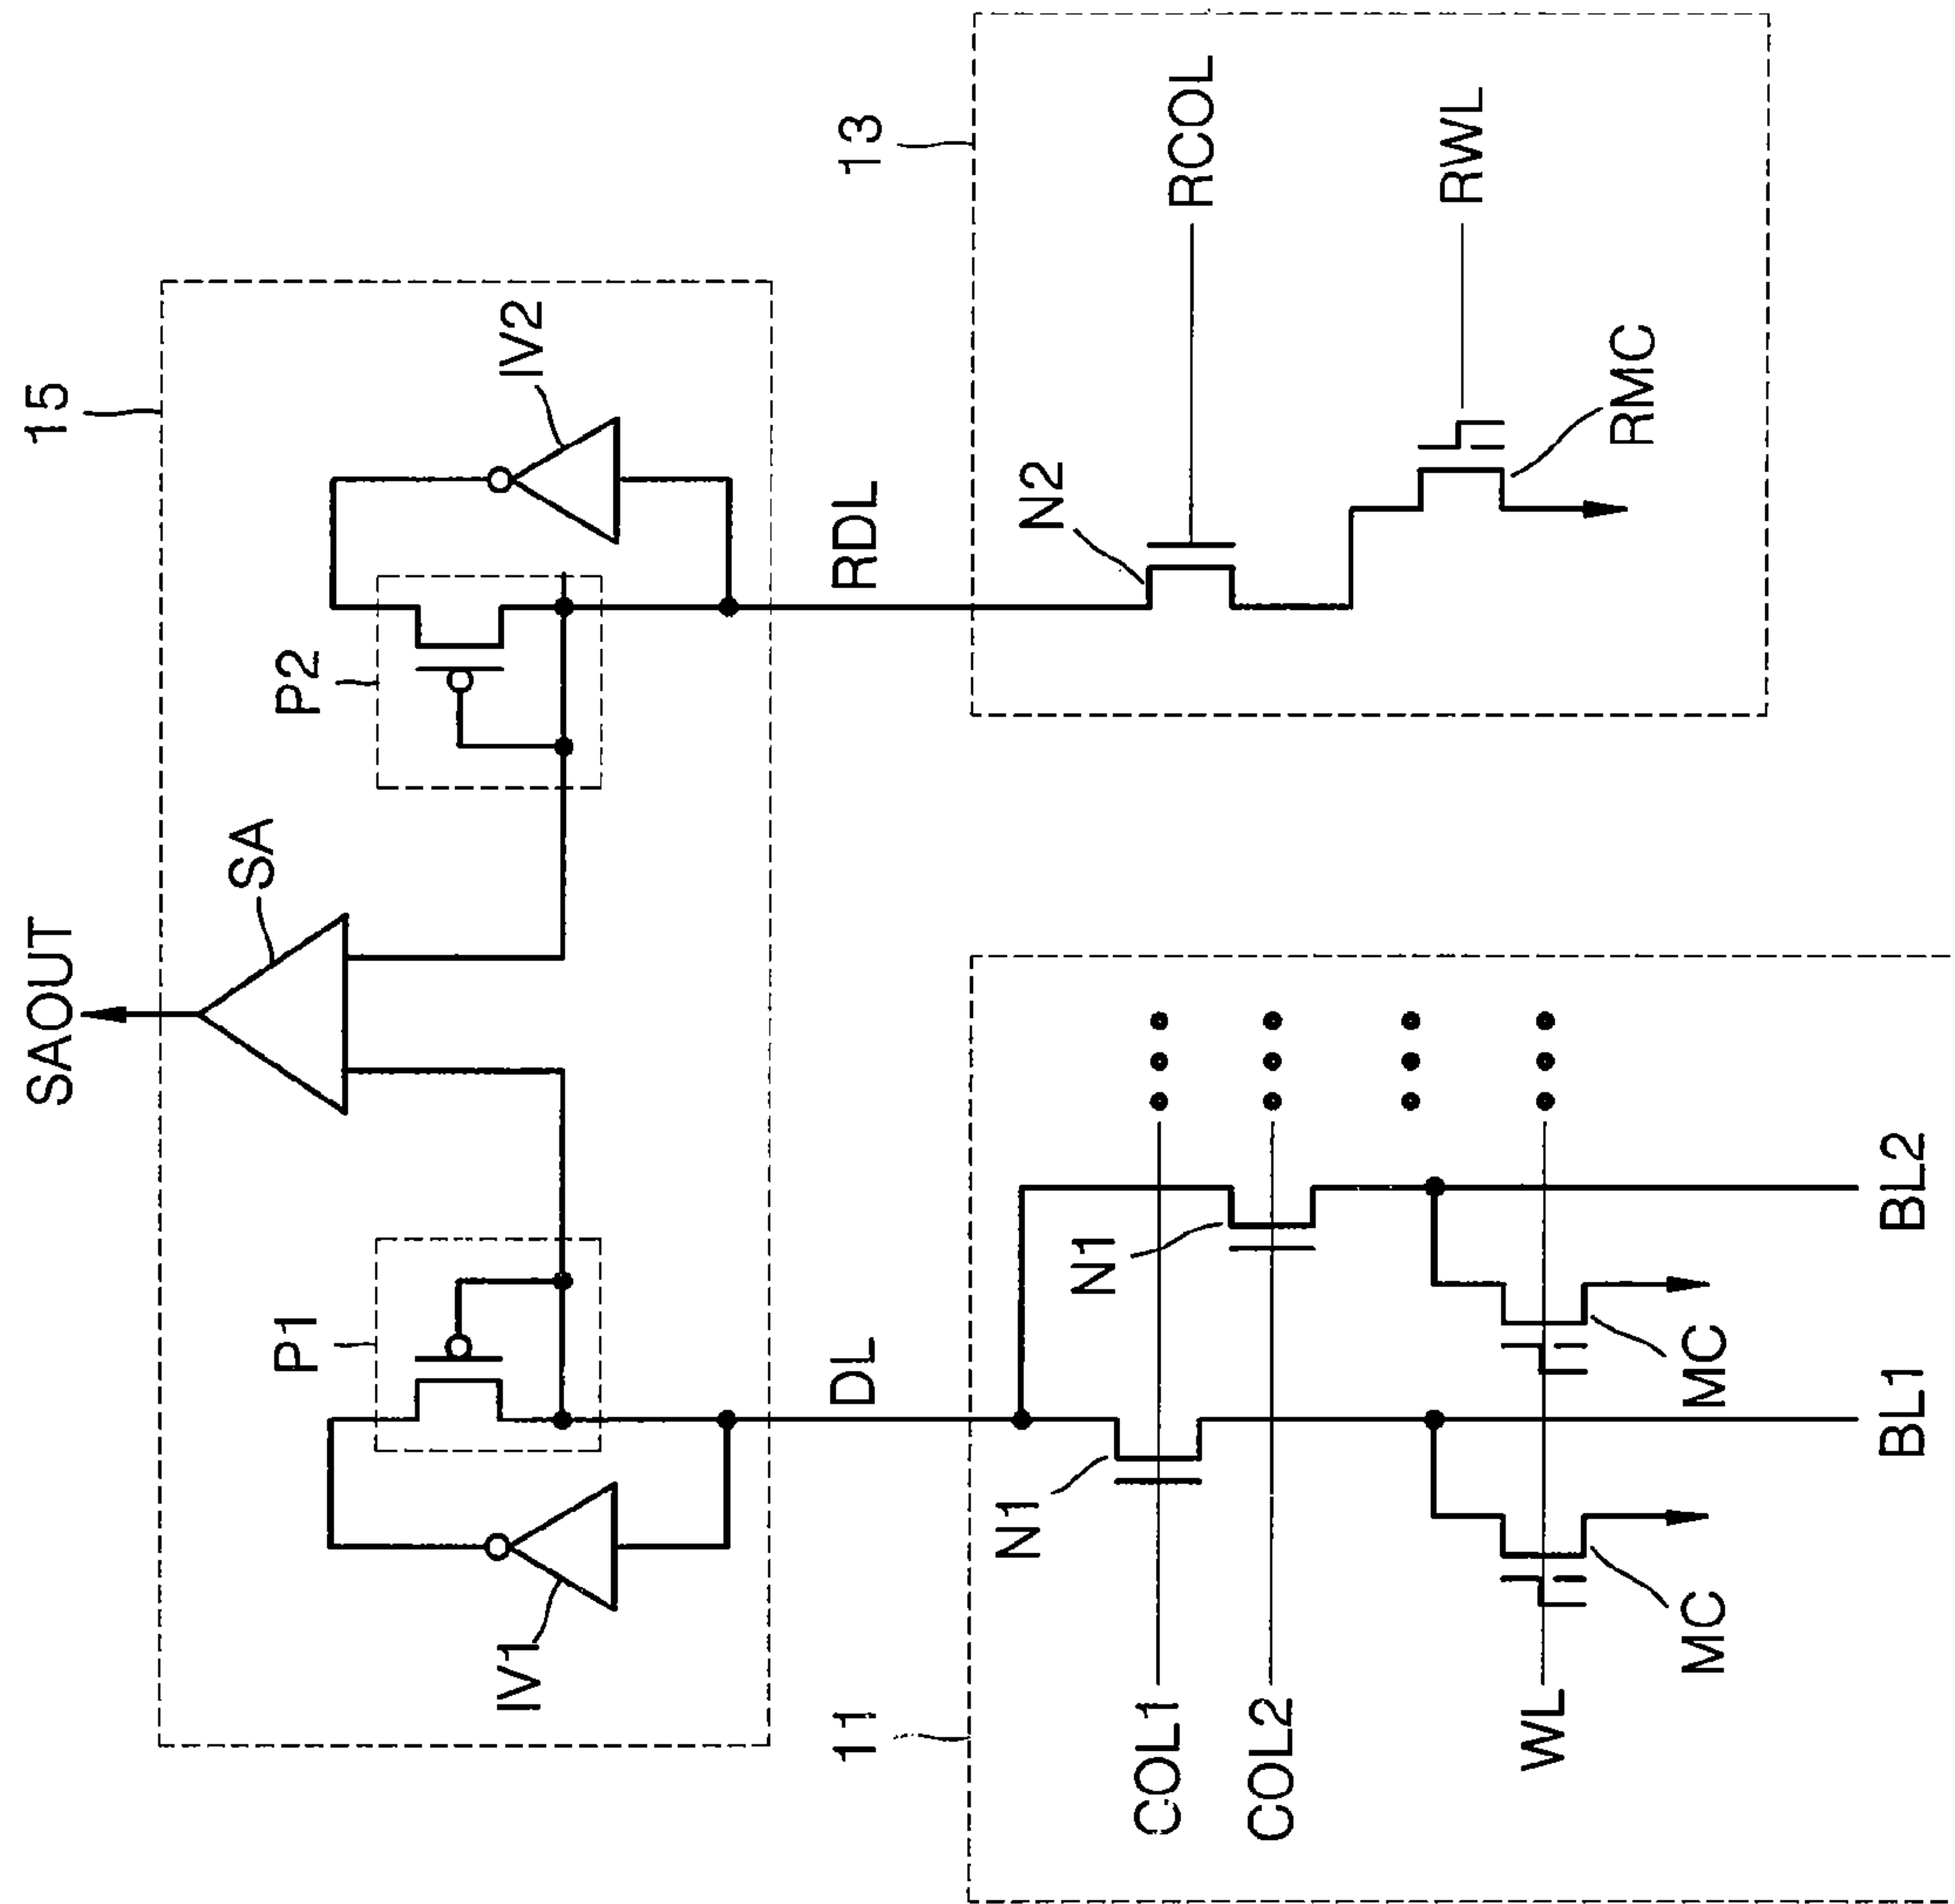 SAOUT
15
SA
P1
P2
IV1
IV2
DL
RDL
11
13
N1
N1
N2
COL1
COL2
RCOL
WL
RWL
MC
MC
RMC
BL1
BL2